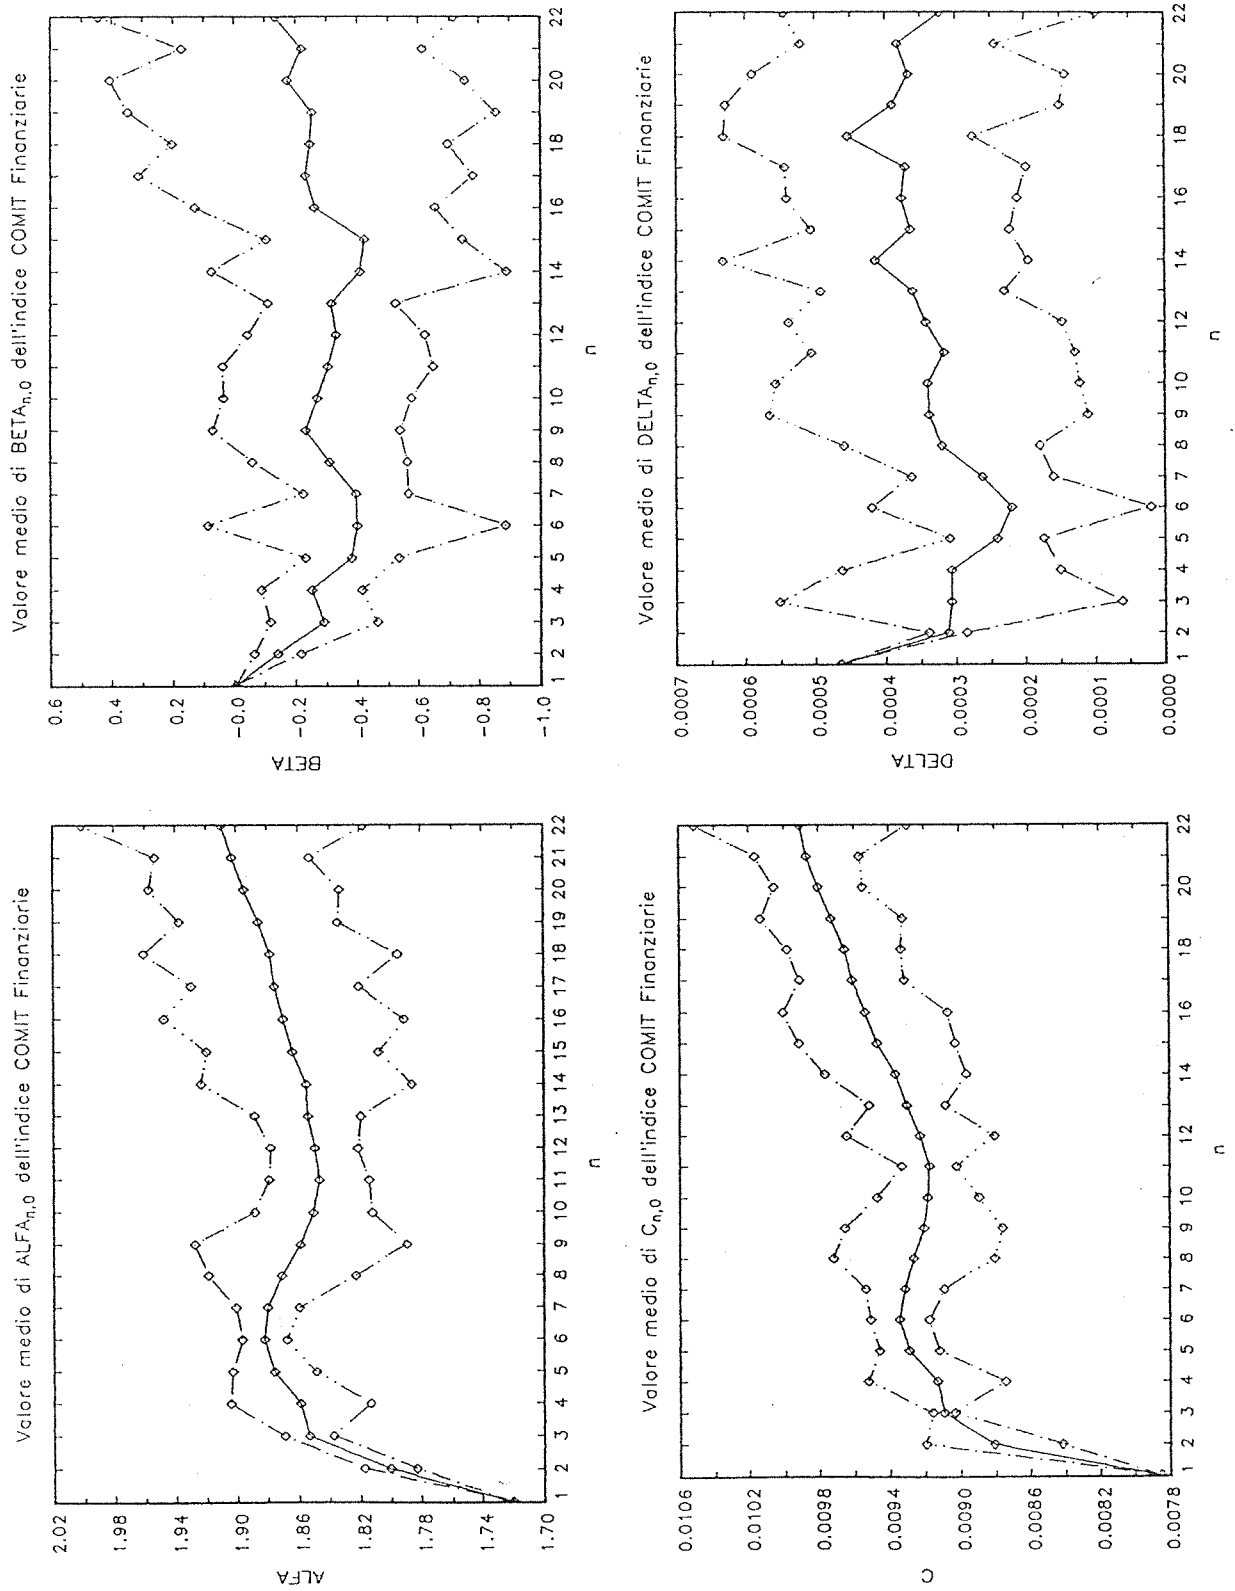 Valore medio di ALFAn,0 dell'indice COMIT Finanziarie
ALFA
2.02
1.98
1.94
1.90
1.86
1.82
1.78
1.74
1.70
1 2 3 4 5 6 7 8 9 10 11 12 13 14 15 16 17 18 19 20 21 22
n
Valore medio di BETAn,0 dell'indice COMIT Finanziarie
BETA
0.6
0.4
0.2
-0.0
-0.2
-0.4
-0.6
-0.8
-1.0
1 2 3 4 5 6 7 8 9 10 11 12 14 16 17 18 19 20 22
n
Valore medio di Cn,0 dell'indice COMIT Finanziarie
C
0.0106
0.0102
0.0098
0.0094
0.0090
0.0086
0.0082
0.0078
1 2 3 4 5 6 7 8 9 10 11 12 14 16 18 20 22
n
Valore medio di DELTAn,0 dell'indice COMIT Finanziarie
DELTA
0.0007
0.0006
0.0005
0.0004
0.0003
0.0002
0.0001
0.0000
1 2 3 4 5 6 7 8 9 10 11 12 14 16 18 20 22
n